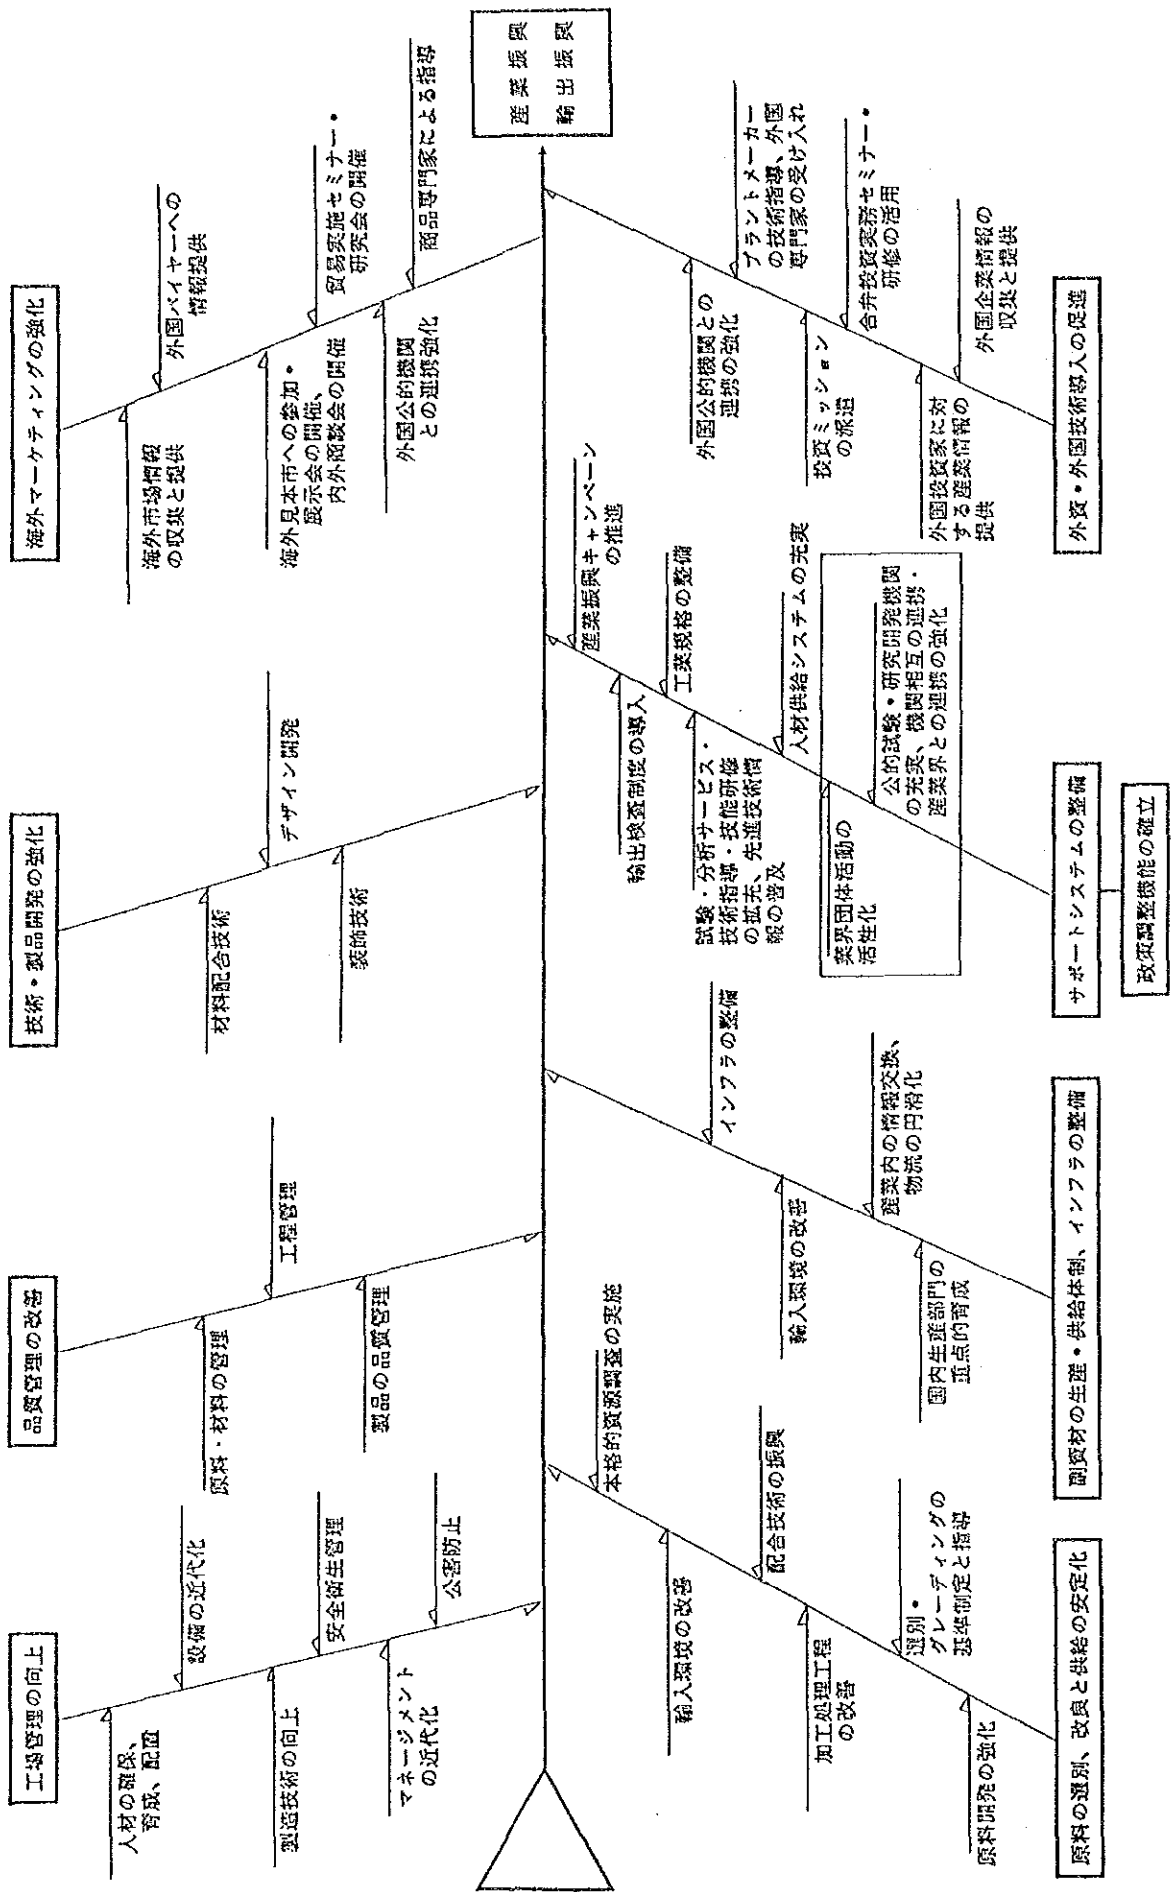 工場管理の向上
人材の確保、
育成、配置
設備の近代化
製造技術の向上
安全衛生管理
マネージメント
の近代化
公害防止
品質管理の改善
原料・材料の管理
工程管理
製品の品質管理
技術・製品開発の強化
材料配合技術
デザイン開発
装飾技術
海外マーケティングの強化
海外市場情報
の収集と提供
外国バイヤーへの
情報提供
海外見本市への参加・
展示会の開催、
内外商談会の開催
貿易実施セミナー・
研究会の開催
外国公的機関
との連携強化
商品専門家による指導
産業振興
輸出振興
本格的資源調査の実施
輸入環境の改善
配合技術の振興
加工処理工程
の改善
選別・
グレーディングの
基準制定と指導
原料開発の強化
原料の選別、改良と供給の安定化
インフラの整備
輸入環境の改善
産業内の情報交換、
物流の円滑化
国内生産部門の
重点的育成
副資材の生産・供給体制、インフラの整備
産業振興キャンペーン
の推進
輸出検査制度の導入
工業規格の整備
試験・分析サービス・
技術指導・技能研修
の拡充、先進技術情
報の普及
人材供給システムの充実
業界団体活動の
活性化
公的試験・研究開発機関
の充実、機関相互の連携・
産業界との連携の強化
サポートシステムの整備
政策調整機能の確立
外国公的機関との
連携の強化
プラントメーカー
の技術指導、外国
専門家の受け入れ
投資ミッション
の派遣
合弁投資実務セミナー・
研修の活用
外国投資家に対
する産業情報の
提供
外国企業情報の
収集と提供
外資・外国技術導入の促進